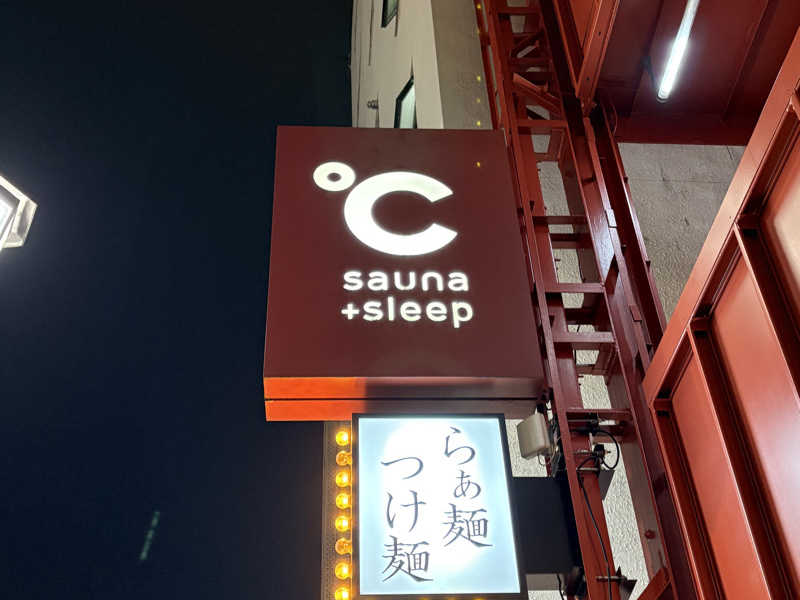 ℃
sauna
+sleep
らぁ麺
つけ麺